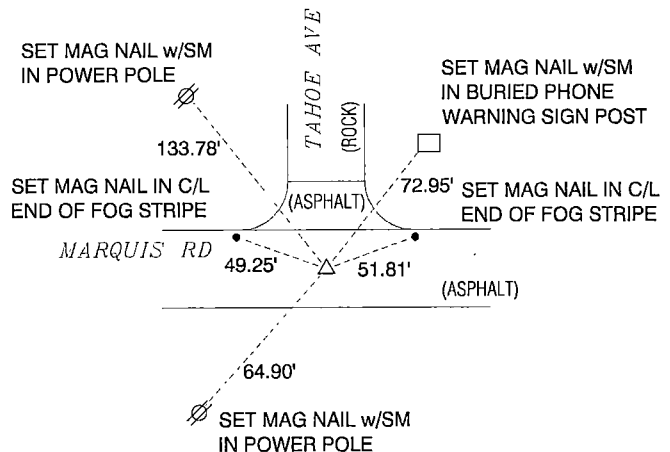 TAHOE AVE
(ROCK)
SET MAG NAIL w/SM
IN POWER POLE
SET MAG NAIL w/SM
IN BURIED PHONE
WARNING SIGN POST
133.78'
72.95'
SET MAG NAIL IN C/L
END OF FOG STRIPE
(ASPHALT)
SET MAG NAIL IN C/L
END OF FOG STRIPE
MARQUIS RD
49.25'
51.81'
(ASPHALT)
64.90'
SET MAG NAIL w/SM
IN POWER POLE